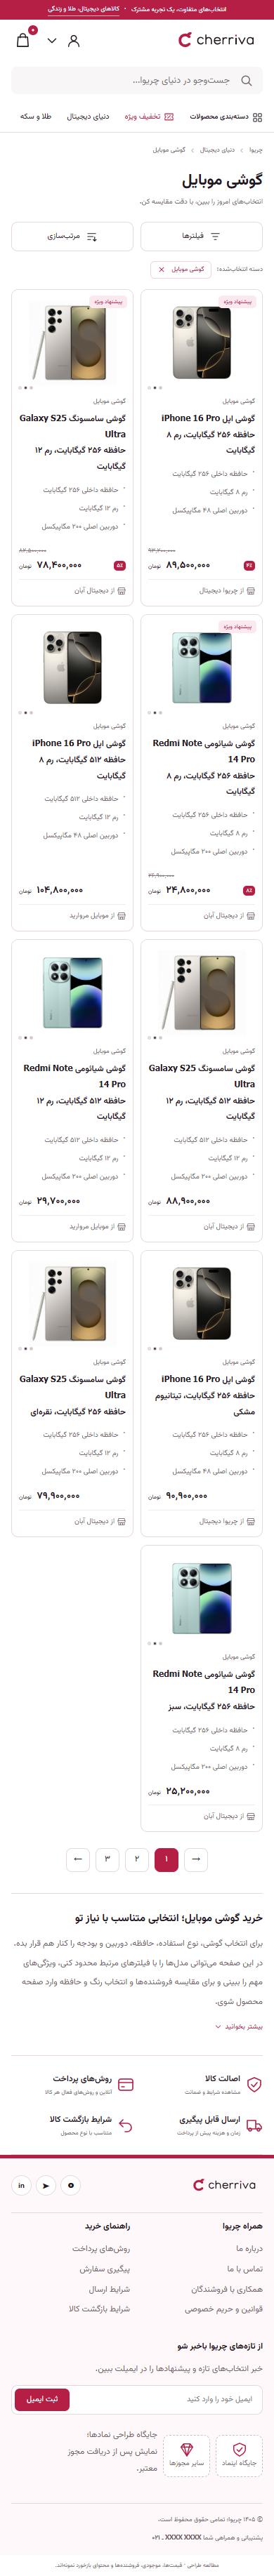 انتخاب‌های متفاوت، یک تجربه مشترک • کالاهای دیجیتال، طلا و زندگی
cherriva
جست‌وجو در دنیای چریوا...
دسته‌بندی محصولات
تخفیف ویژه
دنیای دیجیتال
طلا و سکه
چریوا
دنیای دیجیتال
گوشی موبایل
گوشی موبایل
انتخاب‌های امروز را ببین، با دقت مقایسه کن.
فیلترها
مرتب‌سازی
دسته انتخاب‌شده:
گوشی موبایل ×
پیشنهاد ویژه
گوشی موبایل
گوشی اپل iPhone 16 Pro
حافظه ۲۵۶ گیگابایت، رم ۸
گیگابایت
حافظه داخلی ۲۵۶ گیگابایت
رم ۸ گیگابایت
دوربین اصلی ۴۸ مگاپیکسل
۸۹,۵۰۰,۰۰۰ تومان
از چریوا دیجیتال
پیشنهاد ویژه
گوشی موبایل
گوشی سامسونگ Galaxy S25
Ultra
حافظه ۲۵۶ گیگابایت، رم ۱۲
گیگابایت
حافظه داخلی ۲۵۶ گیگابایت
رم ۱۲ گیگابایت
دوربین اصلی ۲۰۰ مگاپیکسل
۷۸,۴۰۰,۰۰۰ تومان
از دیجیتال آبان
پیشنهاد ویژه
گوشی موبایل
گوشی شیائومی Redmi Note
14 Pro
حافظه ۲۵۶ گیگابایت، رم ۸
گیگابایت
حافظه داخلی ۲۵۶ گیگابایت
رم ۸ گیگابایت
دوربین اصلی ۲۰۰ مگاپیکسل
۲۴,۸۰۰,۰۰۰ تومان
از دیجیتال آبان
گوشی موبایل
گوشی اپل iPhone 16 Pro
حافظه ۵۱۲ گیگابایت، رم ۸
گیگابایت
حافظه داخلی ۵۱۲ گیگابایت
رم ۱۲ گیگابایت
دوربین اصلی ۴۸ مگاپیکسل
۱۰۴,۸۰۰,۰۰۰ تومان
از موبایل مروارید
گوشی موبایل
گوشی سامسونگ Galaxy S25
Ultra
حافظه ۵۱۲ گیگابایت، رم ۱۲
گیگابایت
حافظه داخلی ۵۱۲ گیگابایت
رم ۱۲ گیگابایت
دوربین اصلی ۲۰۰ مگاپیکسل
۸۸,۹۰۰,۰۰۰ تومان
از دیجیتال آبان
گوشی موبایل
گوشی شیائومی Redmi Note
14 Pro
حافظه ۵۱۲ گیگابایت، رم ۱۲
گیگابایت
حافظه داخلی ۵۱۲ گیگابایت
رم ۱۲ گیگابایت
دوربین اصلی ۲۰۰ مگاپیکسل
۲۹,۷۰۰,۰۰۰ تومان
از موبایل مروارید
گوشی موبایل
گوشی اپل iPhone 16 Pro
حافظه ۲۵۶ گیگابایت، تیتانیوم
مشکی
حافظه داخلی ۲۵۶ گیگابایت
رم ۸ گیگابایت
دوربین اصلی ۴۸ مگاپیکسل
۹۰,۹۰۰,۰۰۰ تومان
از چریوا دیجیتال
گوشی موبایل
گوشی سامسونگ Galaxy S25
Ultra
حافظه ۲۵۶ گیگابایت، نقره‌ای
حافظه داخلی ۲۵۶ گیگابایت
رم ۱۲ گیگابایت
دوربین اصلی ۲۰۰ مگاپیکسل
۷۹,۹۰۰,۰۰۰ تومان
از دیجیتال آبان
گوشی موبایل
گوشی شیائومی Redmi Note
14 Pro
حافظه ۲۵۶ گیگابایت، سبز
حافظه داخلی ۲۵۶ گیگابایت
رم ۸ گیگابایت
دوربین اصلی ۲۰۰ مگاپیکسل
۲۵,۲۰۰,۰۰۰ تومان
از دیجیتال آبان
→ ۱ ۲ ۳ ←
خرید گوشی موبایل؛ انتخابی متناسب با نیاز تو
برای انتخاب گوشی، نوع استفاده، حافظه، دوربین و بودجه را کنار هم قرار بده.
در این صفحه می‌توانی مدل‌ها را با فیلترهای مرتبط محدود کنی، ویژگی‌های
مهم را ببینی و برای مقایسه فروشنده‌ها و انتخاب رنگ و حافظه وارد صفحه
محصول شوی.
بیشتر بخوانید
اصالت کالا
مشاهده شرایط و ضمانت
روش‌های پرداخت
آنلاین و روش‌های فعال هر کالا
ارسال قابل پیگیری
زمان و هزینه پیش از پرداخت
شرایط بازگشت کالا
متناسب با نوع محصول
cherriva
in
همراه چریوا
درباره ما
تماس با ما
همکاری با فروشندگان
قوانین و حریم خصوصی
راهنمای خرید
روش‌های پرداخت
پیگیری سفارش
شرایط ارسال
شرایط بازگشت کالا
از تازه‌های چریوا باخبر شو
خبر انتخاب‌های تازه و پیشنهادها را در ایمیلت ببین.
ایمیل خود را وارد کنید
ثبت ایمیل
جایگاه اینماد
سایر مجوزها
جایگاه طراحی نمادها؛
نمایش پس از دریافت مجوز
معتبر.
© ۱۴۰۵ چریوا؛ تمامی حقوق محفوظ است.
پشتیبانی و همراهی شما ۰۲۱ - XXXX XXXX
مطالعه طراحی · قیمت‌ها، موجودی، فروشنده‌ها و محتوای بازخورد نمونه‌اند.